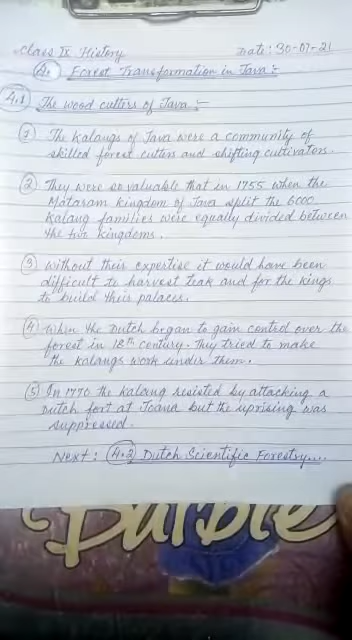 Class IX History
Date: 30-07-21
4. Forest Transformation in Java :-
4.1 The wood cutters of Java :-
1 The Kalangs of Java were a community of
skilled forest cutters and shifting cultivators.
2 They were so valuable that in 1755 when the
Mataram kingdom of Java split the 6000
Kalang families were equally divided between
the two kingdoms.
3 Without their expertise it would have been
difficult to harvest teak and for the kings
to build their palaces.
4 When the Dutch began to gain control over the
forest in 18th century. They tried to make
the kalangs work under them.
5 In 1770 the kalang resisted by attacking a
Dutch fort at Joana but the uprising was
suppressed.
Next : 4.2 Dutch Scientific Forestry....
Barbie